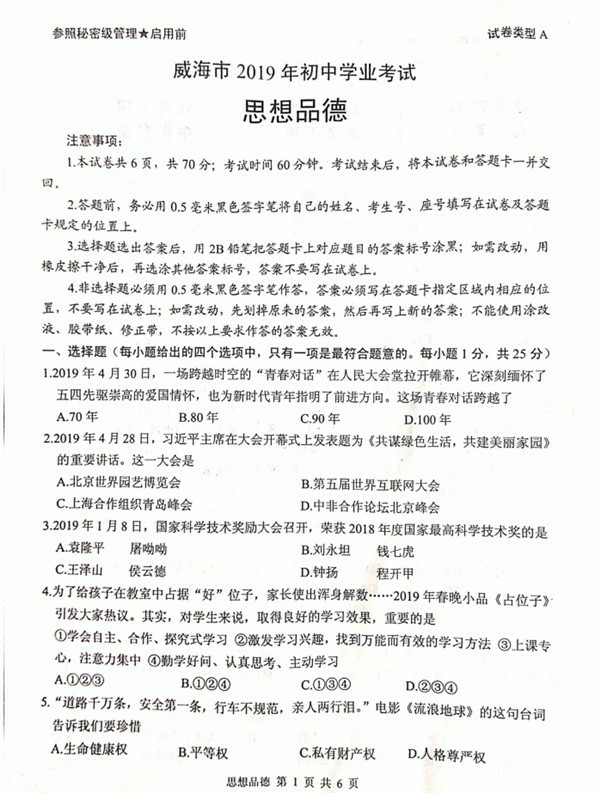 参照秘密级管理★启用前 试卷类型 A
威海市 2019 年初中学业考试
思想品德
注意事项：
1.本试卷共 6 页，共 70 分；考试时间 60 分钟。考试结束后，将本试卷和答题卡一并交
回。
2.答题前，务必用 0.5 毫米黑色签字笔将自己的姓名、考生号、座号填写在试卷及答题
卡规定的位置上。
3.选择题选出答案后，用 2B 铅笔把答题卡上对应题目的答案标号涂黑；如需改动，用
橡皮擦干净后，再选涂其他答案标号，答案不要写在试卷上。
4.非选择题必须用 0.5 毫米黑色签字笔作答，答案必须写在答题卡指定区域内相应的位
置，不要写在试卷上；如需改动，先划掉原来的答案，然后再写上新的答案；不能使用涂改
液、胶带纸、修正带，不按以上要求作答的答案无效。
一、选择题（每小题给出的四个选项中，只有一项是最符合题意的。每小题 1 分，共 25 分）
1.2019 年 4 月 30 日，一场跨越时空的“青春对话”在人民大会堂拉开帷幕，它深刻缅怀了
五四先驱崇高的爱国情怀，也为新时代青年指明了前进方向。这场青春对话跨越了
A.70 年 B.80 年 C.90 年 D.100 年
2.2019 年 4 月 28 日，习近平主席在大会开幕式上发表题为《共谋绿色生活，共建美丽家园》
的重要讲话。这一大会是
A.北京世界园艺博览会 B.第五届世界互联网大会
C.上海合作组织青岛峰会 D.中非合作论坛北京峰会
3.2019 年 1 月 8 日，国家科学技术奖励大会召开，荣获 2018 年度国家最高科学技术奖的是
A.袁隆平 屠呦呦 B.刘永坦 钱七虎
C.王泽山 侯云德 D.钟扬 程开甲
4.为了给孩子在教室中占据“好”位子，家长使出浑身解数……2019 年春晚小品《占位子》
引发大家热议。其实，对学生来说，取得良好的学习效果，重要的是
①学会自主、合作、探究式学习 ②激发学习兴趣，找到万能而有效的学习方法 ③上课专
心，注意力集中 ④勤学好问、认真思考、主动学习
A.①②③ B.①②④ C.①③④ D.②③④
5.“道路千万条，安全第一条，行车不规范，亲人两行泪。”电影《流浪地球》的这句台词
告诉我们要珍惜
A.生命健康权 B.平等权 C.私有财产权 D.人格尊严权
思想品德 第 1 页 共 6 页